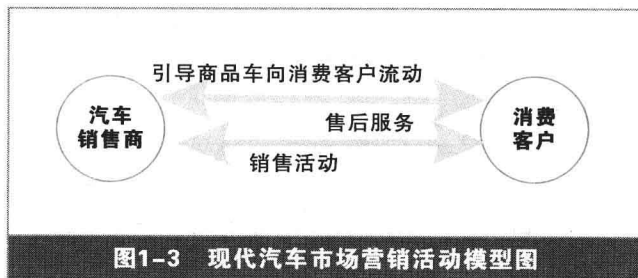 引导商品车向消费客户流动
汽车
销售商
售后服务
消费
客户
销售活动
图1-3 现代汽车市场营销活动模型图